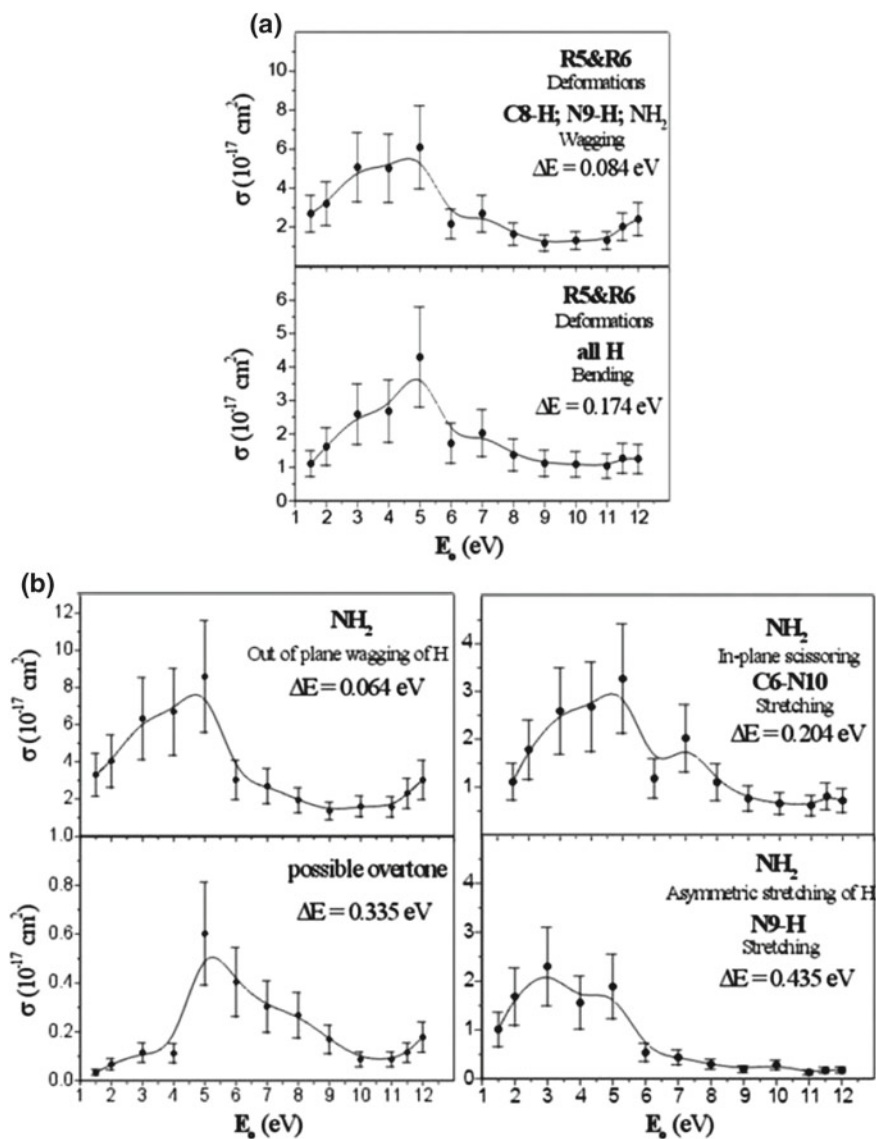 (a)
R5&R6
Deformations
C8-H; N9-H; NH₂
Wagging
ΔE = 0.084 eV
σ (10⁻¹⁷ cm²)
10
8
6
4
2
R5&R6
Deformations
all H
Bending
ΔE = 0.174 eV
σ (10⁻¹⁷ cm²)
6
5
4
3
2
1
0
1 2 3 4 5 6 7 8 9 10 11 12
Eₒ (eV)
(b)
NH₂
Out of plane wagging of H
ΔE = 0.064 eV
σ (10⁻¹⁷ cm²)
12
10
8
6
4
2
NH₂
In-plane scissoring
C6-N10
Stretching
ΔE = 0.204 eV
4
3
2
1
possible overtone
ΔE = 0.335 eV
σ (10⁻¹⁷ cm²)
1.0
0.8
0.6
0.4
0.2
0.0
2 3 4 5 6 7 8 9 10 11 12
Eₒ (eV)
NH₂
Asymmetric stretching of H
N9-H
Stretching
ΔE = 0.435 eV
4
3
2
1
0
1 2 3 4 5 6 7 8 9 10 11 12
Eₒ (eV)